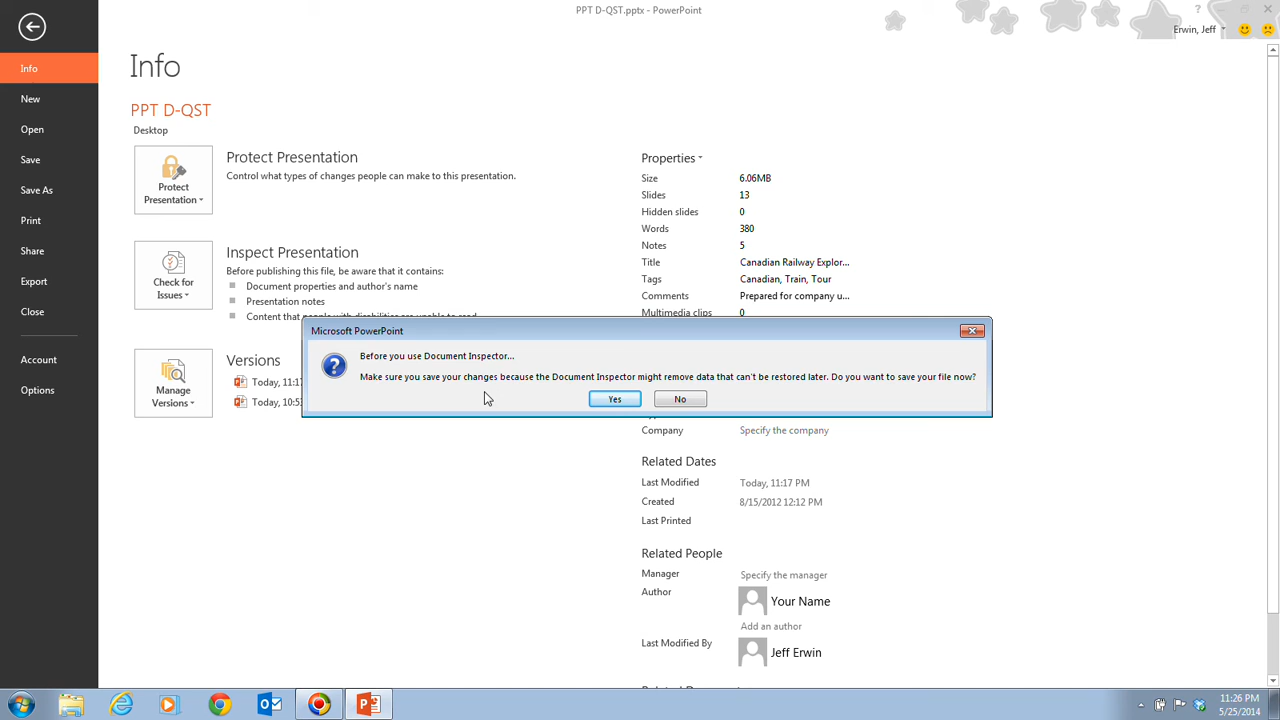 PPT D-QST.pptx - PowerPoint
?
Erwin, Jeff
Info
New
Open
Save
Save As
Print
Share
Export
Close
Account
Options
Info
PPT D-QST
Desktop
Protect Presentation
Protect Presentation
Control what types of changes people can make to this presentation.
Check for Issues
Inspect Presentation
Before publishing this file, be aware that it contains:
Document properties and author's name
Presentation notes
Content that people with disabilities are unable to read
Manage Versions
Versions
Today, 11:1
Today, 10:5
Properties
Size 6.06MB
Slides 13
Hidden slides 0
Words 380
Notes 5
Title Canadian Railway Explor...
Tags Canadian, Train, Tour
Comments Prepared for company u...
Multimedia clips 0
Microsoft PowerPoint
Before you use Document Inspector...
Make sure you save your changes because the Document Inspector might remove data that can't be restored later. Do you want to save your file now?
Yes No
Company Specify the company
Related Dates
Last Modified Today, 11:17 PM
Created 8/15/2012 12:12 PM
Last Printed
Related People
Manager Specify the manager
Author Your Name
Add an author
Last Modified By Jeff Erwin
11:26 PM
5/25/2014